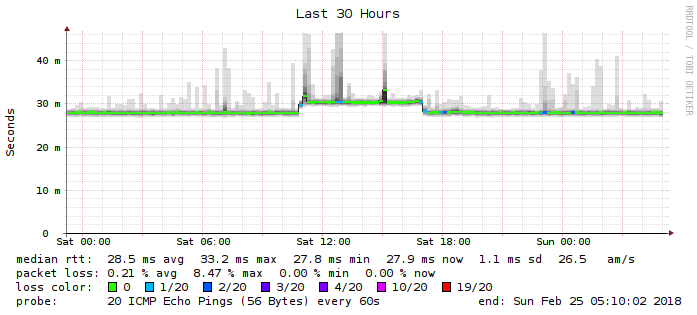 Last 30 Hours
RRDTOOL / TOBI OETIKER
Seconds
40 m
30 m
20 m
10 m
0
Sat 00:00 Sat 06:00 Sat 12:00 Sat 18:00 Sun 00:00
median rtt: 28.5 ms avg 33.2 ms max 27.8 ms min 27.9 ms now 1.1 ms sd 26.5 am/s
packet loss: 0.21 % avg 8.47 % max 0.00 % min 0.00 % now
loss color: 0 1/20 2/20 3/20 4/20 10/20 19/20
probe: 20 ICMP Echo Pings (56 Bytes) every 60s end: Sun Feb 25 05:10:02 2018